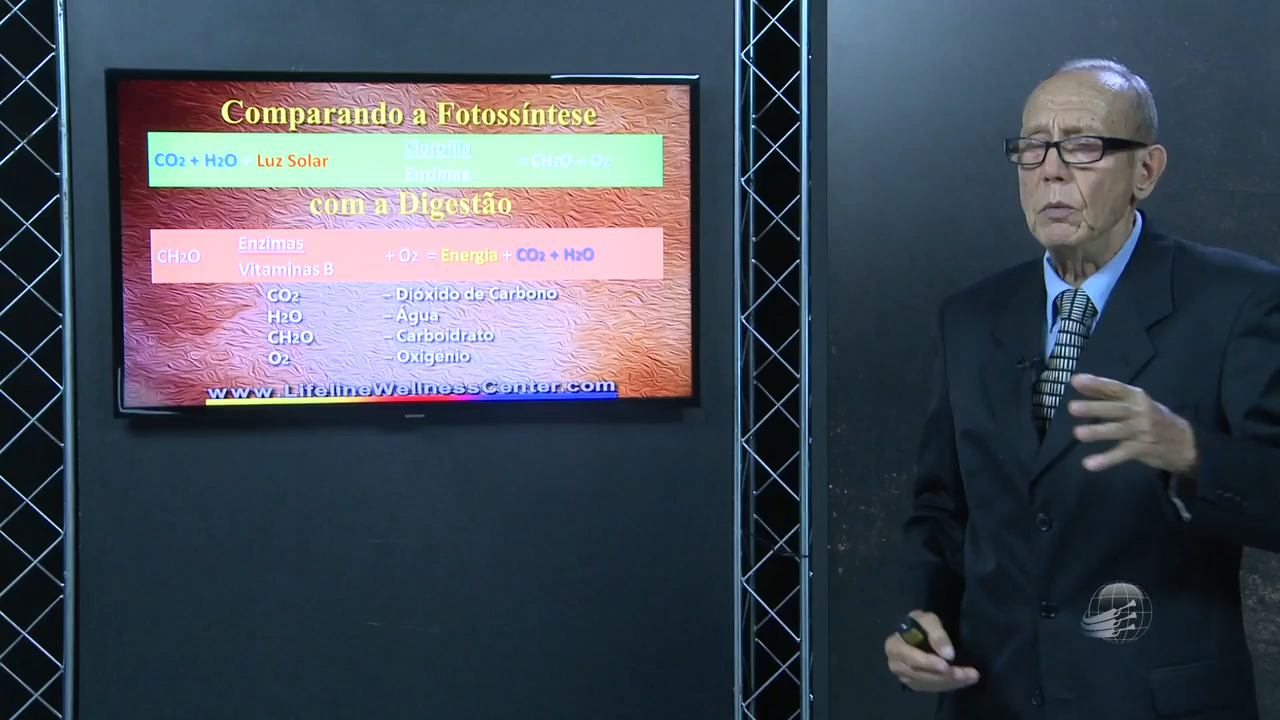 Comparando a Fotossíntese
CO2 + H2O + Luz Solar Clorofila = CH2O + O2
Enzimas
com a Digestão
CH2O Enzimas + O2 = Energia + CO2 + H2O
Vitaminas B
CO2 – Dióxido de Carbono
H2O – Água
CH2O – Carboidrato
O2 – Oxigênio
www.LifelineWellnessCenter.com